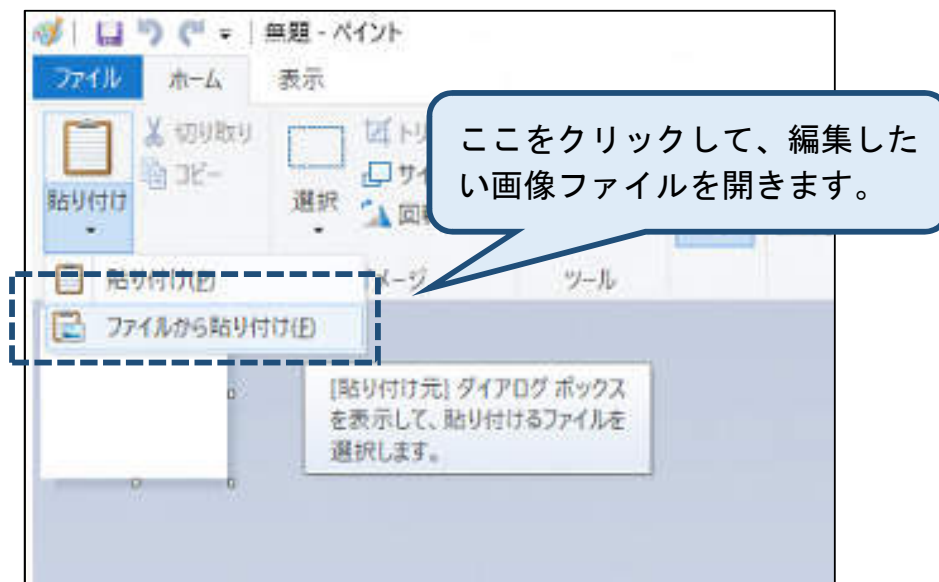 無題 - ペイント
ファイル ホーム 表示
切り取り
コピー
貼り付け
選択
ここをクリックして、編集した
い画像ファイルを開きます。
ツール
貼り付け(P)
ファイルから貼り付け(F)
[貼り付け元] ダイアログ ボックス
を表示して、貼り付けるファイルを
選択します。